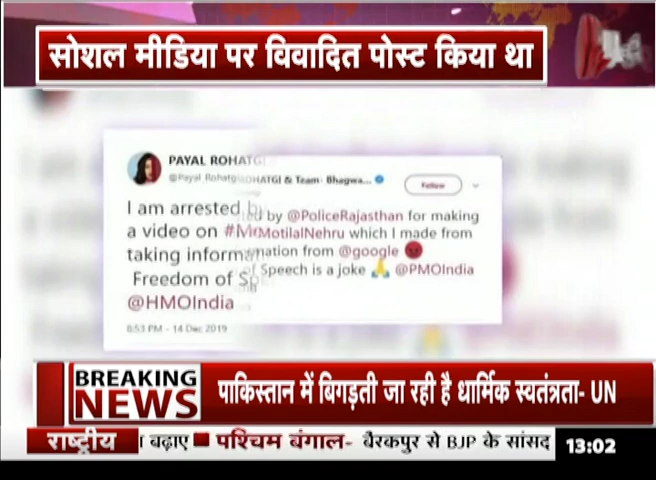 सोशल मीडिया पर विवादित पोस्ट किया था
PAYAL ROHATGI
ROHATGI & Team- Bhagwa...
Follow
I am arrested by @PoliceRajasthan for making
a video on #MotilalNehru which I made from
taking information from @google
Freedom of Speech is a joke @PMOIndia
@HMOIndia
8:53 PM - 14 Dec 2019
BREAKING
NEWS
पाकिस्तान में बिगड़ती जा रही है धार्मिक स्वतंत्रता- UN
राष्ट्रीय
बढ़ाए पश्चिम बंगाल- बैरकपुर से BJP के सांसद
13:02